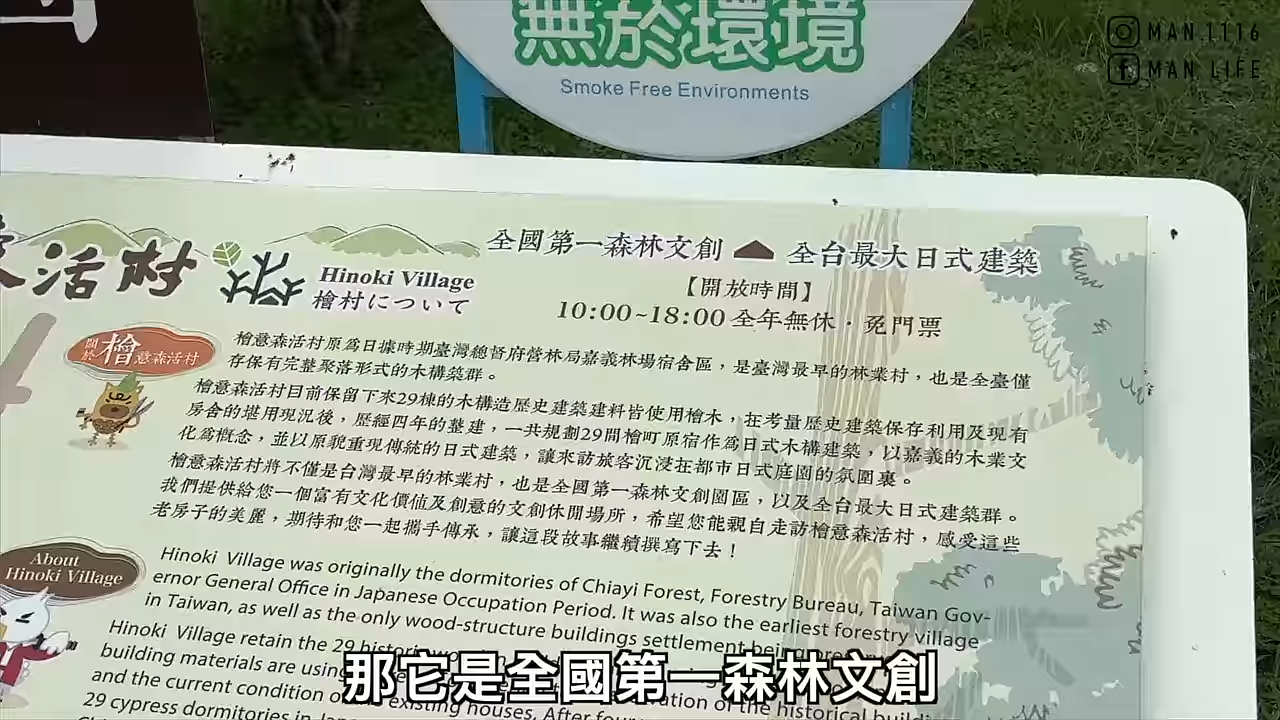 無於環境
Smoke Free Environments
MAN.1116
MAN_LIFE
活村
Hinoki Village
檜村について
全國第一森林文創
全台最大日式建築
【開放時間】
10:00~18:00 全年無休・免門票
關於檜意森活村
檜意森活村原為日據時期臺灣總督府營林局嘉義林場宿舍區，是臺灣最早的林業村，也是全臺僅
存保有完整聚落形式的木構築群。
檜意森活村目前保留下來29棟的木構造歷史建築建料皆使用檜木，在考量歷史建築保存利用及現有
房舍的堪用現況後，歷經四年的整建，一共規劃29間檜町原宿作為日式木構建築，以嘉義的木業文
化為概念，並以原貌重現傳統的日式建築，讓來訪旅客沉浸在都市日式庭園的氛圍裏。
檜意森活村將不僅是台灣最早的林業村，也是全國第一森林文創園區，以及全台最大日式建築群。
我們提供給您一個富有文化價值及創意的文創休閒場所，希望您能親自走訪檜意森活村，感受這些
老房子的美麗，期待和您一起攜手傳承，讓這段故事繼續撰寫下去！
About
Hinoki Village
Hinoki Village was originally the dormitories of Chiayi Forest, Forestry Bureau, Taiwan Gov-
ernor General Office in Japanese Occupation Period. It was also the earliest forestry village
in Taiwan, as well as the only wood-structure buildings settlement being
Hinoki Village retain the 29
building materials are using
and the current condition existing houses. After
29 cypress dormitories in
那它是全國第一森林文創